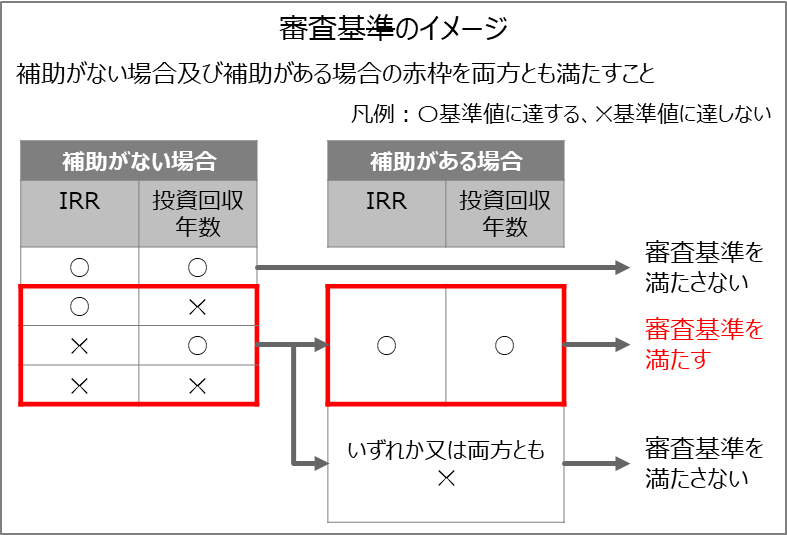 審査基準のイメージ
補助がない場合及び補助がある場合の赤枠を両方とも満たすこと
凡例：〇基準値に達する、×基準値に達しない
補助がない場合
補助がある場合
IRR
投資回収
年数
IRR
投資回収
年数
〇 〇
審査基準を
満たさない
〇 ×
× 〇
× ×
〇 〇
審査基準を
満たす
いずれか又は両方とも
×
審査基準を
満たさない